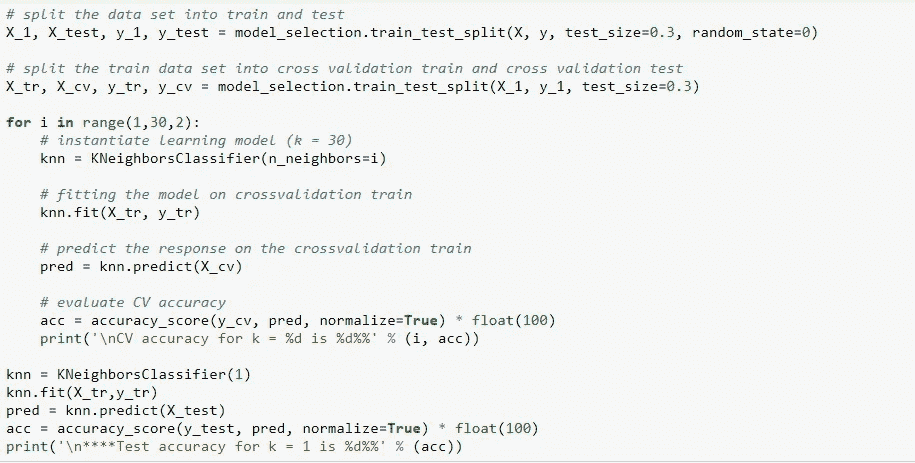 # split the data set into train and test
X_1, X_test, y_1, y_test = model_selection.train_test_split(X, y, test_size=0.3, random_state=0)
# split the train data set into cross validation train and cross validation test
X_tr, X_cv, y_tr, y_cv = model_selection.train_test_split(X_1, y_1, test_size=0.3)
for i in range(1,30,2):
    # instantiate learning model (k = 30)
    knn = KNeighborsClassifier(n_neighbors=i)
    # fitting the model on crossvalidation train
    knn.fit(X_tr, y_tr)
    # predict the response on the crossvalidation train
    pred = knn.predict(X_cv)
    # evaluate CV accuracy
    acc = accuracy_score(y_cv, pred, normalize=True) * float(100)
    print('\nCV accuracy for k = %d is %d%%' % (i, acc))
knn = KNeighborsClassifier(1)
knn.fit(X_tr,y_tr)
pred = knn.predict(X_test)
acc = accuracy_score(y_test, pred, normalize=True) * float(100)
print('\n****Test accuracy for k = 1 is %d%%' % (acc))